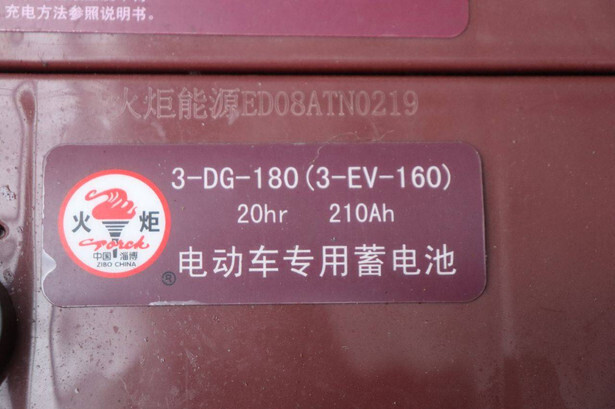 充电方法参照说明书.
火炬能源ED08ATN0219
3-DG-180(3-EV-160)
20hr 210Ah
电动车专用蓄电池
火 炬
Torch
中国 淄博
ZIBO CHINA
®